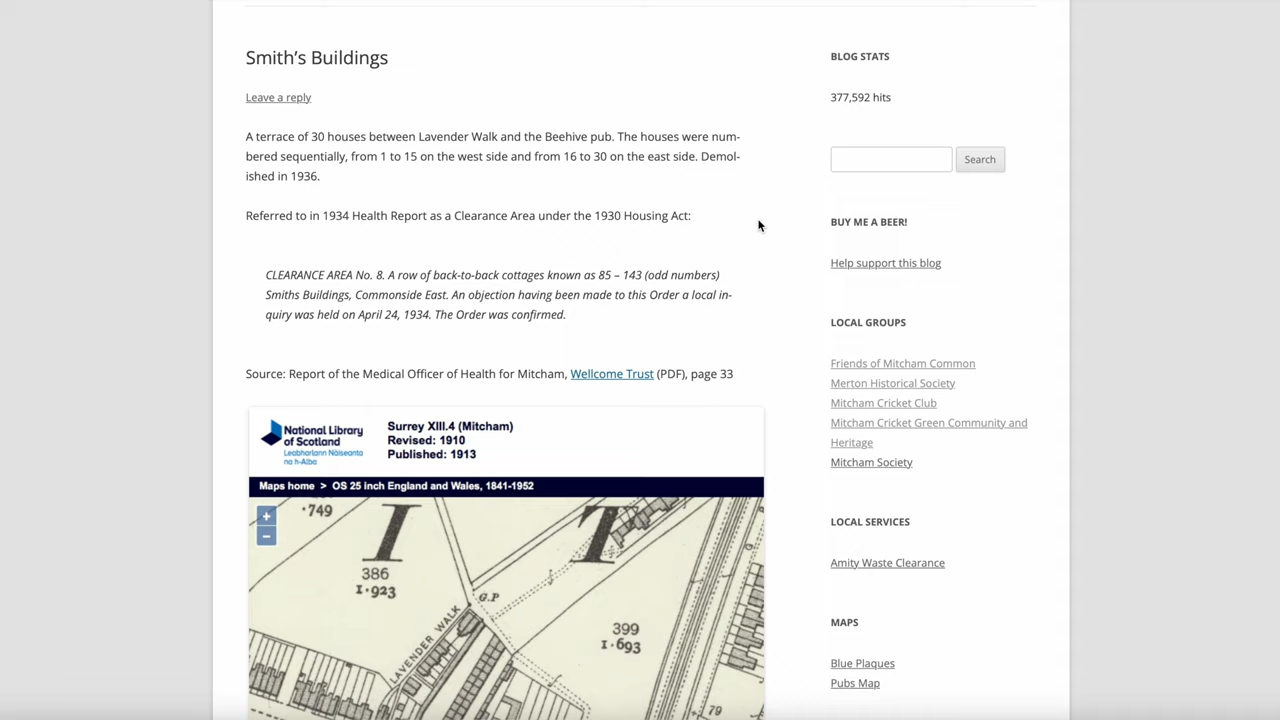 Smith's Buildings
Leave a reply
A terrace of 30 houses between Lavender Walk and the Beehive pub. The houses were num-
bered sequentially, from 1 to 15 on the west side and from 16 to 30 on the east side. Demol-
ished in 1936.
Referred to in 1934 Health Report as a Clearance Area under the 1930 Housing Act:
CLEARANCE AREA No. 8. A row of back-to-back cottages known as 85 – 143 (odd numbers)
Smiths Buildings, Commonside East. An objection having been made to this Order a local in-
quiry was held on April 24, 1934. The Order was confirmed.
Source: Report of the Medical Officer of Health for Mitcham, Wellcome Trust (PDF), page 33
National Library
of Scotland
Leabharlann Nàiseanta
na h-Alba
Surrey XIII.4 (Mitcham)
Revised: 1910
Published: 1913
Maps home > OS 25 inch England and Wales, 1841-1952
+
−
·749
I
T
386
1·923
G.P
399
1·693
LAVENDER WALK
79
BLOG STATS
377,592 hits
Search
BUY ME A BEER!
Help support this blog
LOCAL GROUPS
Friends of Mitcham Common
Merton Historical Society
Mitcham Cricket Club
Mitcham Cricket Green Community and
Heritage
Mitcham Society
LOCAL SERVICES
Amity Waste Clearance
MAPS
Blue Plaques
Pubs Map